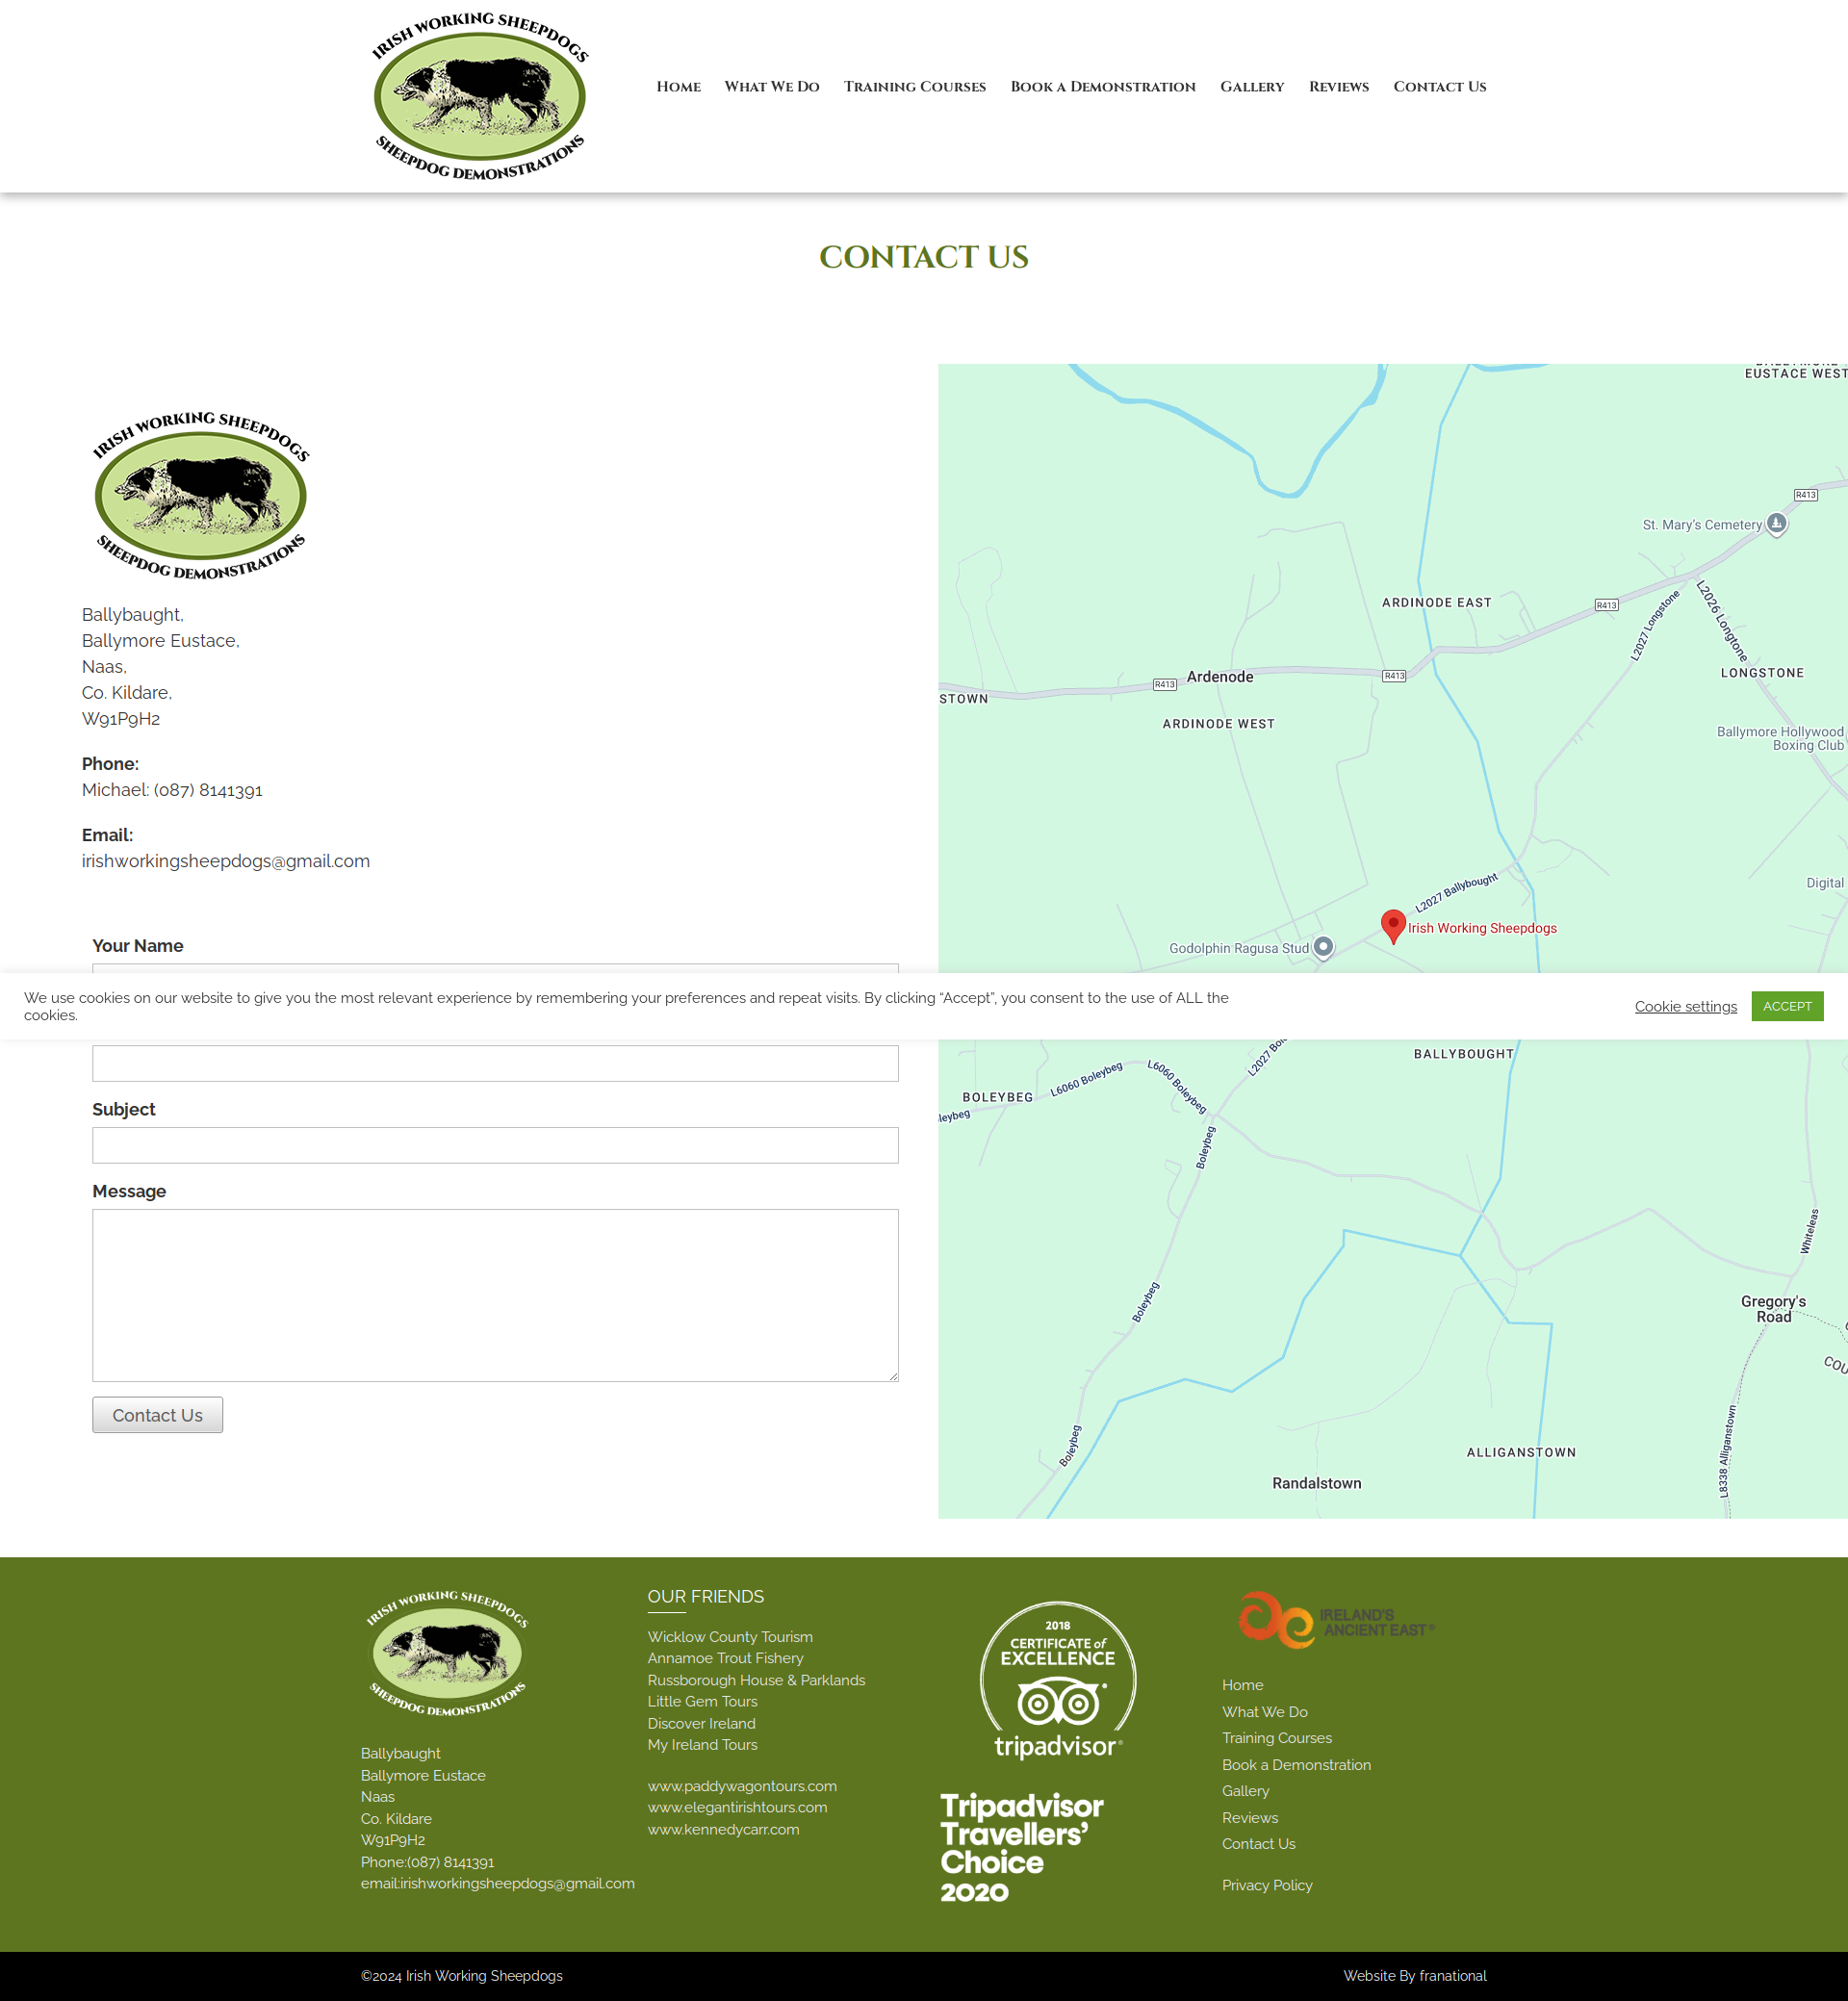 IRISH WORKING SHEEPDOGS
SHEEPDOG DEMONSTRATIONS
Home
What We Do
Training Courses
Book a Demonstration
Gallery
Reviews
Contact Us
CONTACT US
IRISH WORKING SHEEPDOGS
SHEEPDOG DEMONSTRATIONS
Ballybaught,
Ballymore Eustace,
Naas,
Co. Kildare,
W91P9H2
Phone:
Michael: (087) 8141391
Email:
irishworkingsheepdogs@gmail.com
Your Name
Subject
Message
Contact Us
EUSTACE WEST
R413
St. Mary's Cemetery
ARDINODE EAST
R413
L2027 Longstone
L2026 Longtone
LONGSTONE
Ardenode
R413
R413
STOWN
ARDINODE WEST
Ballymore Hollywood
Boxing Club
Digital
L2027 Ballybought
Irish Working Sheepdogs
Godolphin Ragusa Stud
We use cookies on our website to give you the most relevant experience by remembering your preferences and repeat visits. By clicking “Accept”, you consent to the use of ALL the
cookies.
Cookie settings
ACCEPT
BALLYBOUGHT
BOLEYBEG
L6060 Boleybeg
L6060 Boleybeg
L2027
leybeg
Boleybeg
Boleybeg
Boleybeg
Whiteleas
Gregory's
Road
COU
L8338 Alliganstown
ALLIGANSTOWN
Randalstown
IRISH WORKING SHEEPDOGS
SHEEPDOG DEMONSTRATIONS
Ballybaught
Ballymore Eustace
Naas
Co. Kildare
W91P9H2
Phone:(087) 8141391
email:irishworkingsheepdogs@gmail.com
OUR FRIENDS
Wicklow County Tourism
Annamoe Trout Fishery
Russborough House & Parklands
Little Gem Tours
Discover Ireland
My Ireland Tours
www.paddywagontours.com
www.elegantirishtours.com
www.kennedycarr.com
2018
CERTIFICATE of
EXCELLENCE
tripadvisor®
Tripadvisor
Travellers’
Choice
2020
IRELAND'S
ANCIENT EAST®
Home
What We Do
Training Courses
Book a Demonstration
Gallery
Reviews
Contact Us
Privacy Policy
©2024 Irish Working Sheepdogs
Website By franational